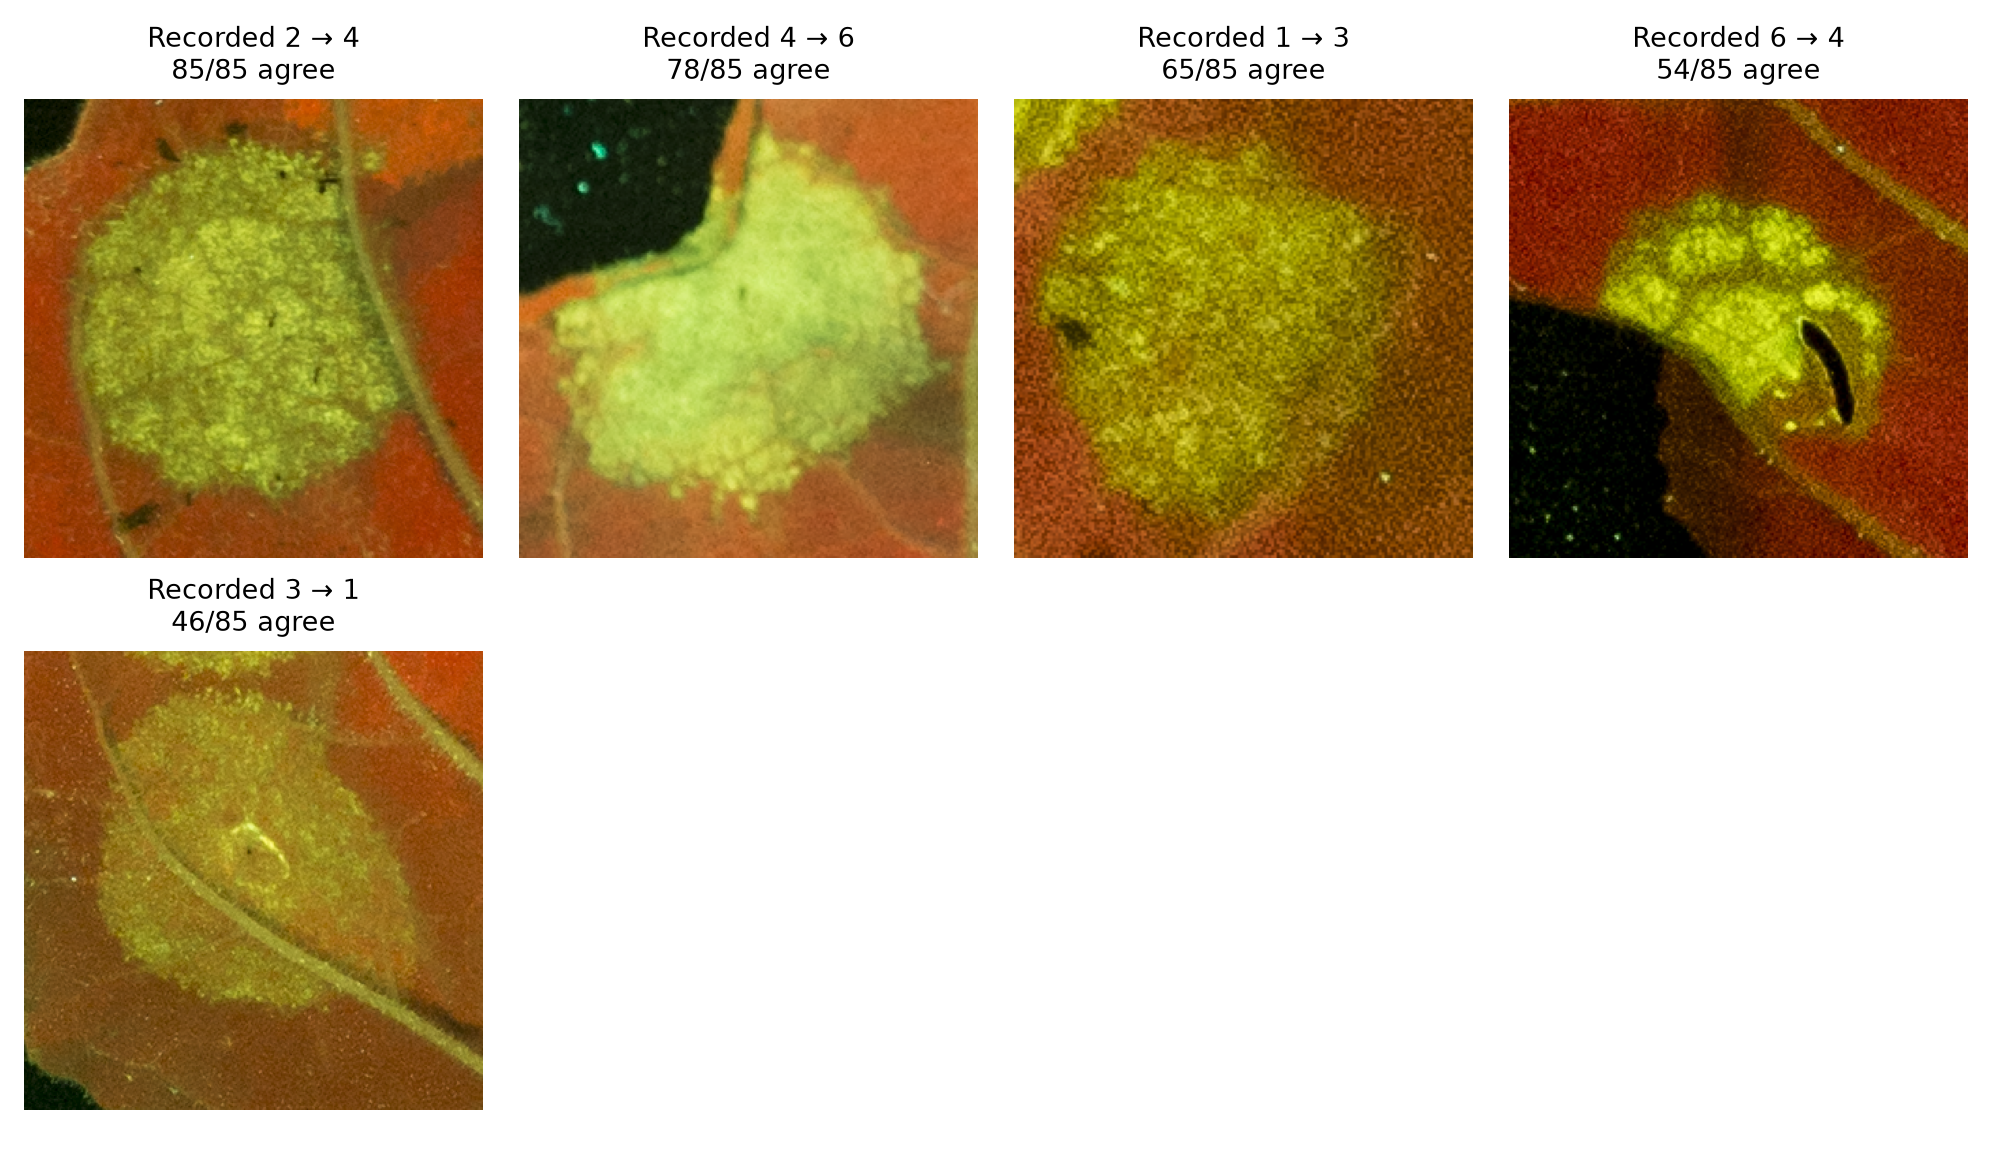 Recorded 2 → 4
85/85 agree
Recorded 4 → 6
78/85 agree
Recorded 1 → 3
65/85 agree
Recorded 6 → 4
54/85 agree
Recorded 3 → 1
46/85 agree